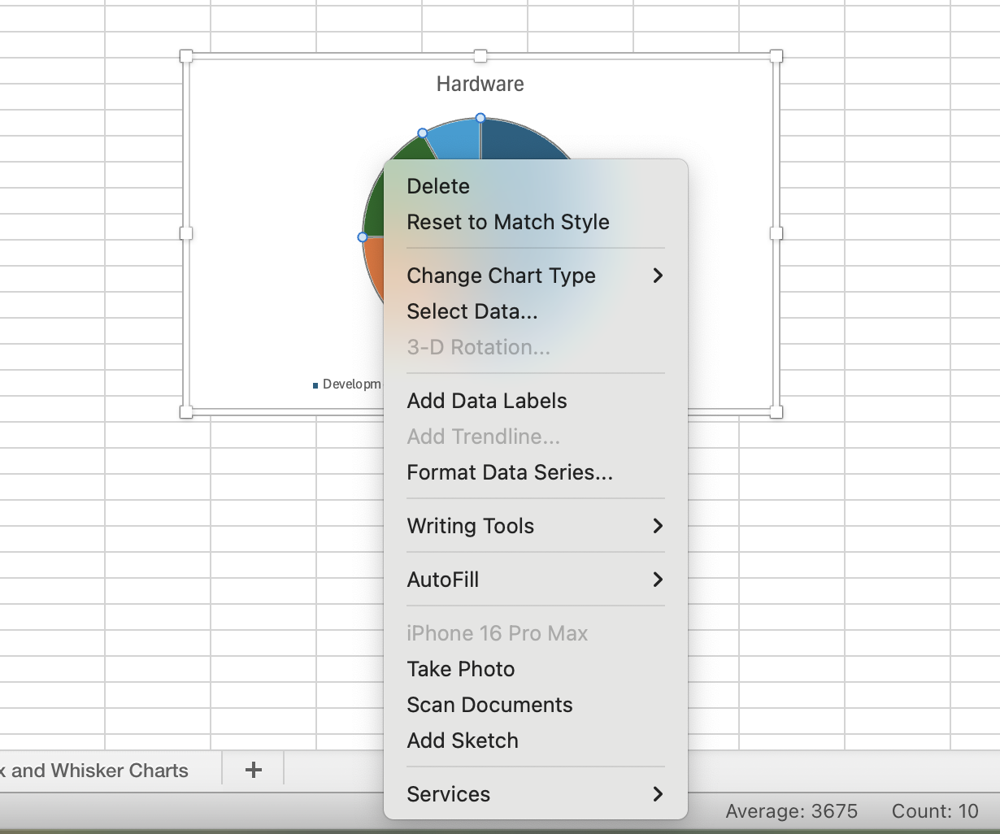 Hardware
Delete
Reset to Match Style
Change Chart Type
Select Data...
3-D Rotation...
Developm
Add Data Labels
Add Trendline...
Format Data Series...
Writing Tools
AutoFill
iPhone 16 Pro Max
Take Photo
Scan Documents
Add Sketch
x and Whisker Charts
Services
Average: 3675 Count: 10